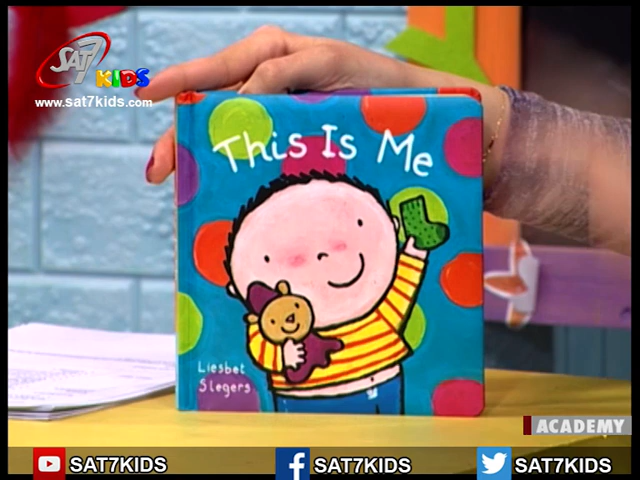 SAT7
KIDS
www.sat7kids.com
This Is Me
Liesbet
Slegers
ACADEMY
SAT7KIDS
SAT7KIDS
SAT7KIDS